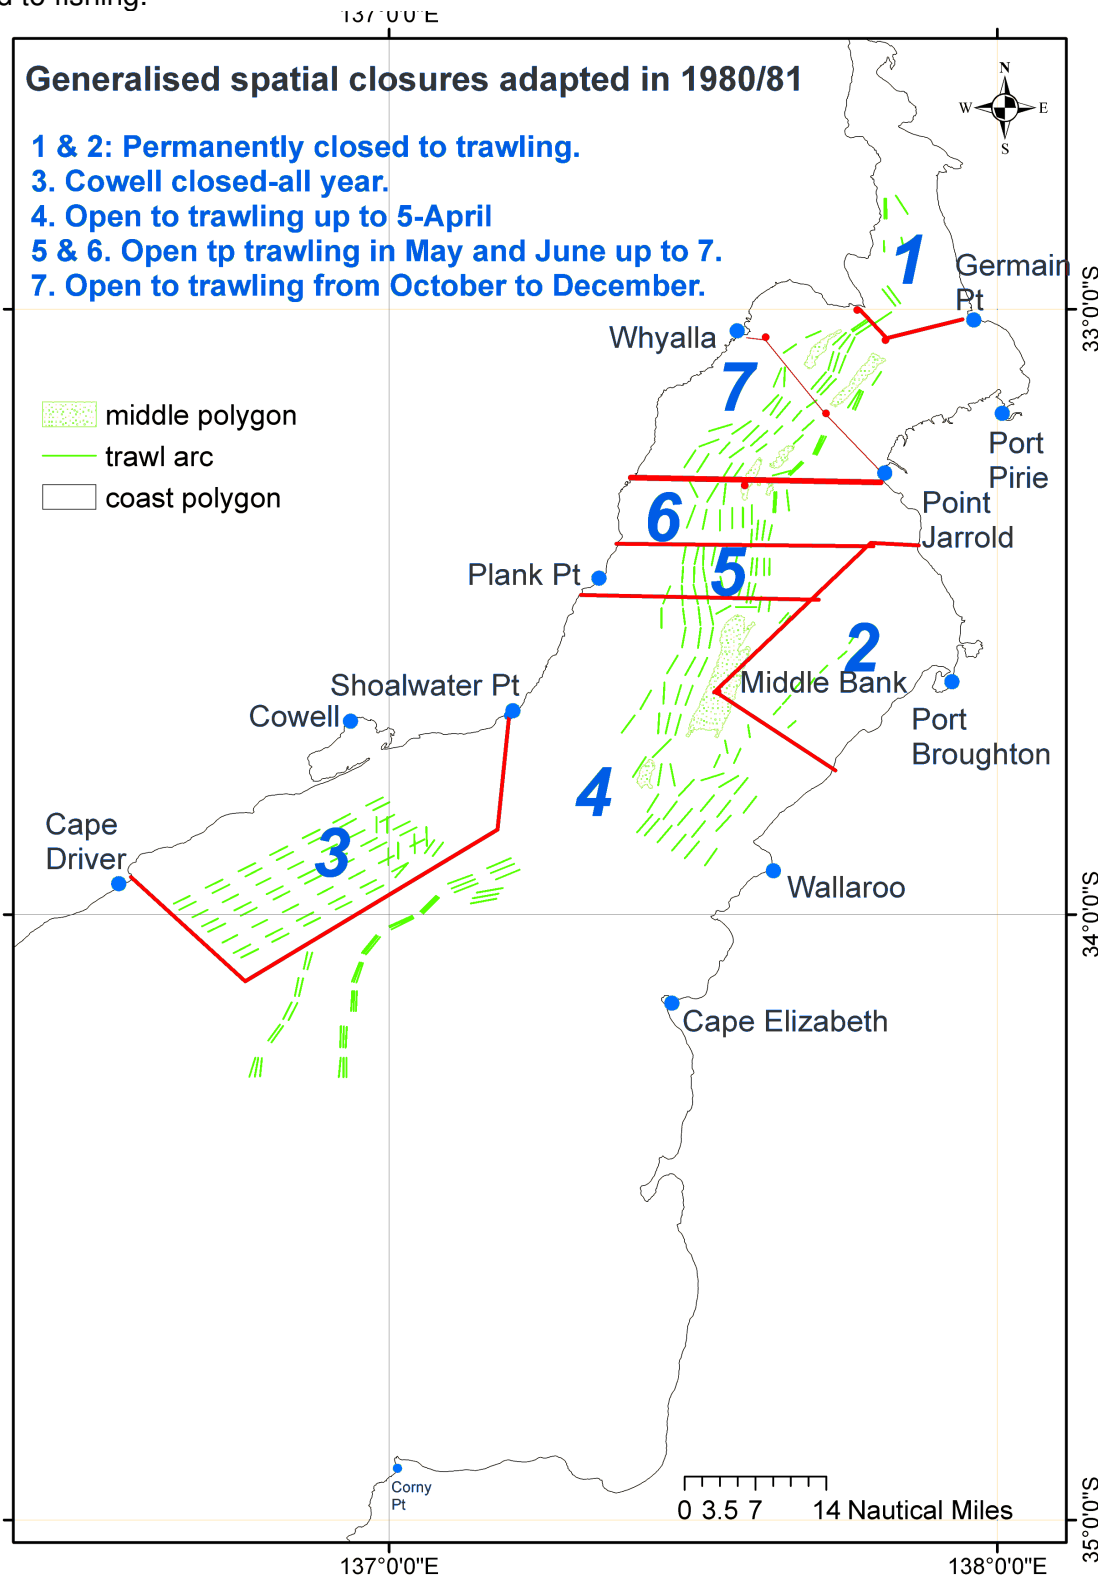 d to fishing.
137°0'0"E
Generalised spatial closures adapted in 1980/81
N
W
E
S
1 & 2: Permanently closed to trawling.
3. Cowell closed-all year.
4. Open to trawling up to 5-April
5 & 6. Open tp trawling in May and June up to 7.
7. Open to trawling from October to December.
1
Germain
Pt
33°0'0"S
Whyalla
7
middle polygon
trawl arc
coast polygon
Port
Pirie
6
Point
Jarrold
Plank Pt
5
2
Shoalwater Pt
Middle Bank
Cowell
Port
Broughton
4
Cape
Driver
3
Wallaroo
34°0'0"S
Cape Elizabeth
Corny
Pt
0 3.5 7 14 Nautical Miles
35°0'0"S
137°0'0"E
138°0'0"E